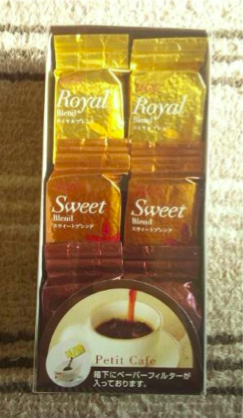 Royal Royal
Blend Blend
ロイヤルブレンド ロイヤルブレンド
Sweet Sweet
Blend Blend
スウィートブレンド スウィートブレンド
Petit Cafe
箱下にペーパーフィルターが
入っております。